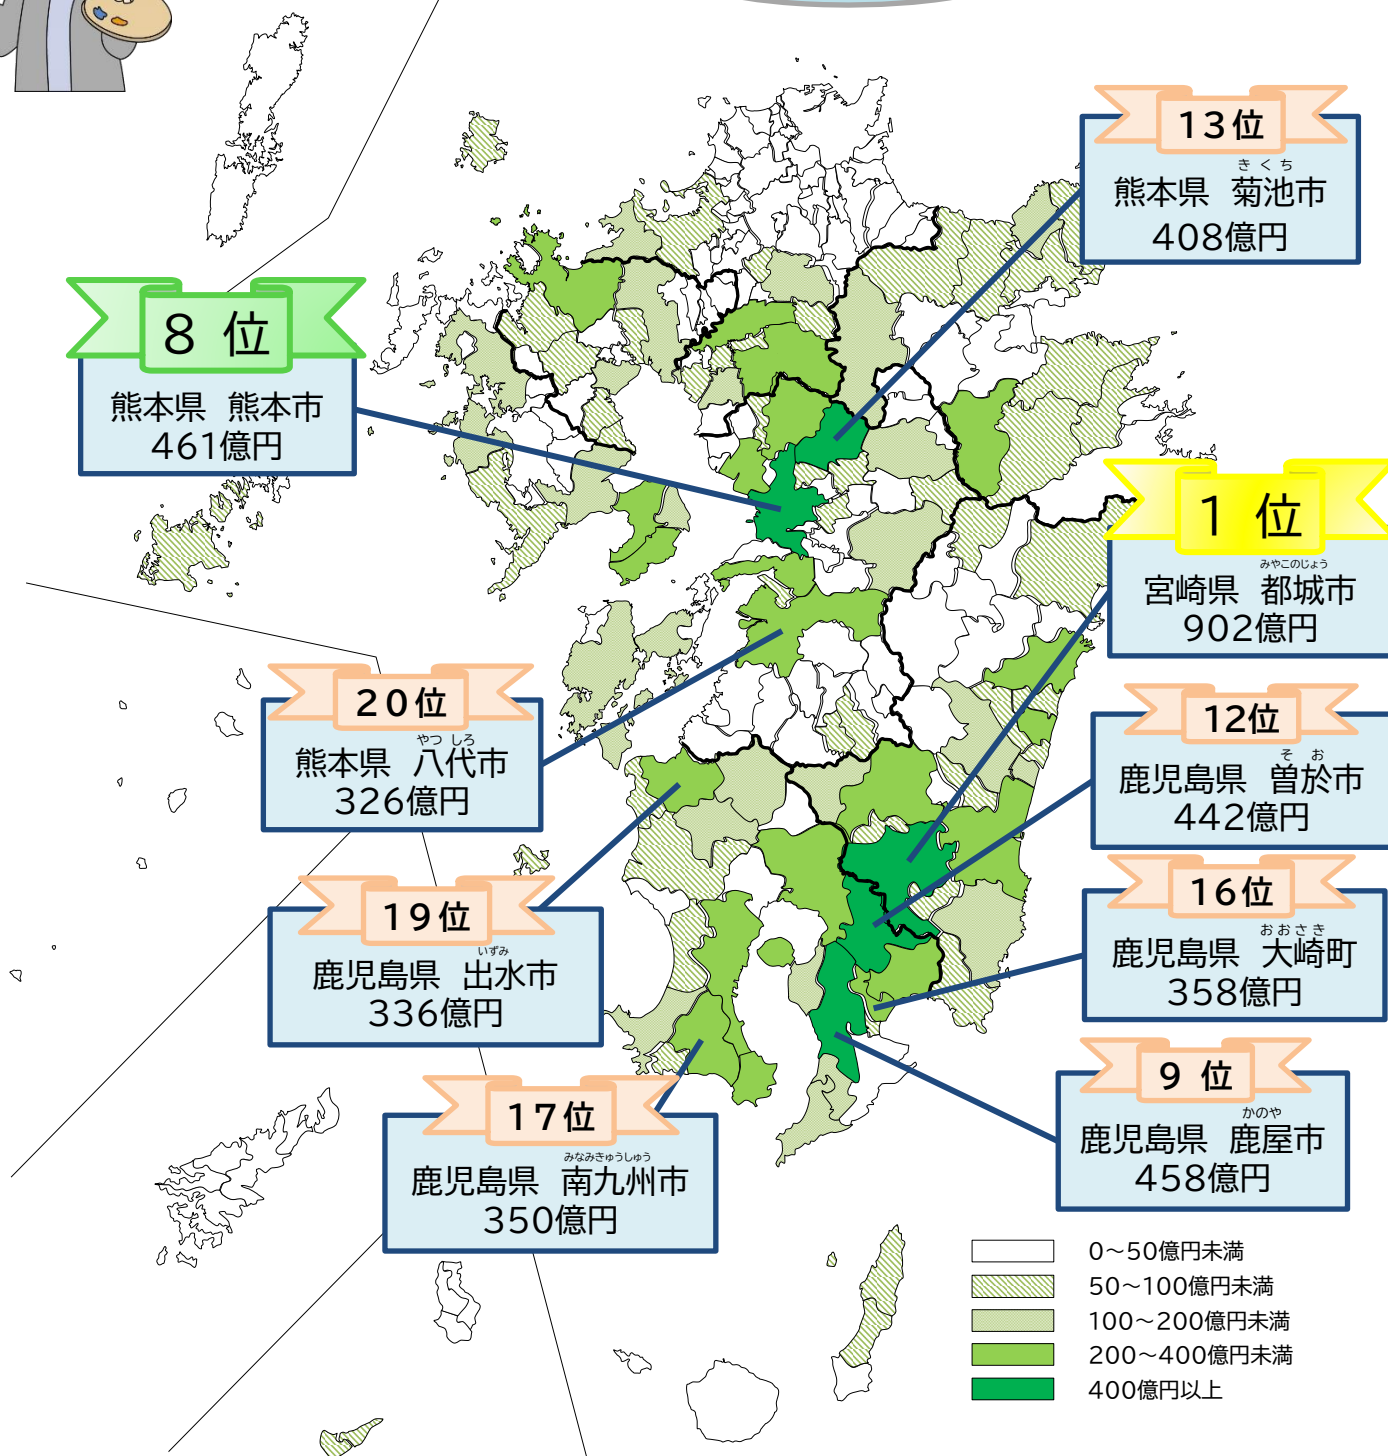 13位
きくち
熊本県 菊池市
408億円
8 位
熊本県 熊本市
461億円
1 位
みやこのじょう
宮崎県 都城市
902億円
20位
やつ しろ
熊本県 八代市
326億円
12位
そ お
鹿児島県 曽於市
442億円
19位
いずみ
鹿児島県 出水市
336億円
16位
おおさき
鹿児島県 大崎町
358億円
17位
みなみきゅうしゅう
鹿児島県 南九州市
350億円
9 位
かのや
鹿児島県 鹿屋市
458億円
0～50億円未満
50～100億円未満
100～200億円未満
200～400億円未満
400億円以上